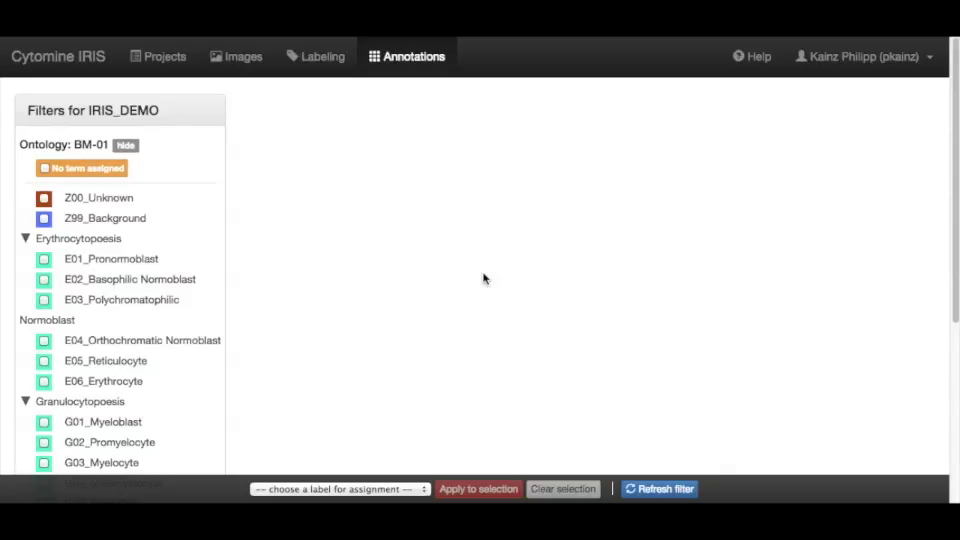 Cytomine IRIS Projects Images Labeling Annotations Help Kainz Philipp (pkainz)
Filters for IRIS_DEMO
Ontology: BM-01 hide
No term assigned
Z00_Unknown
Z99_Background
Erythrocytopoesis
E01_Pronormoblast
E02_Basophilic Normoblast
E03_Polychromatophilic
Normoblast
E04_Orthochromatic Normoblast
E05_Reticulocyte
E06_Erythrocyte
Granulocytopoesis
G01_Myeloblast
G02_Promyelocyte
G03_Myelocyte
-- choose a label for assignment -- Apply to selection Clear selection | Refresh filter